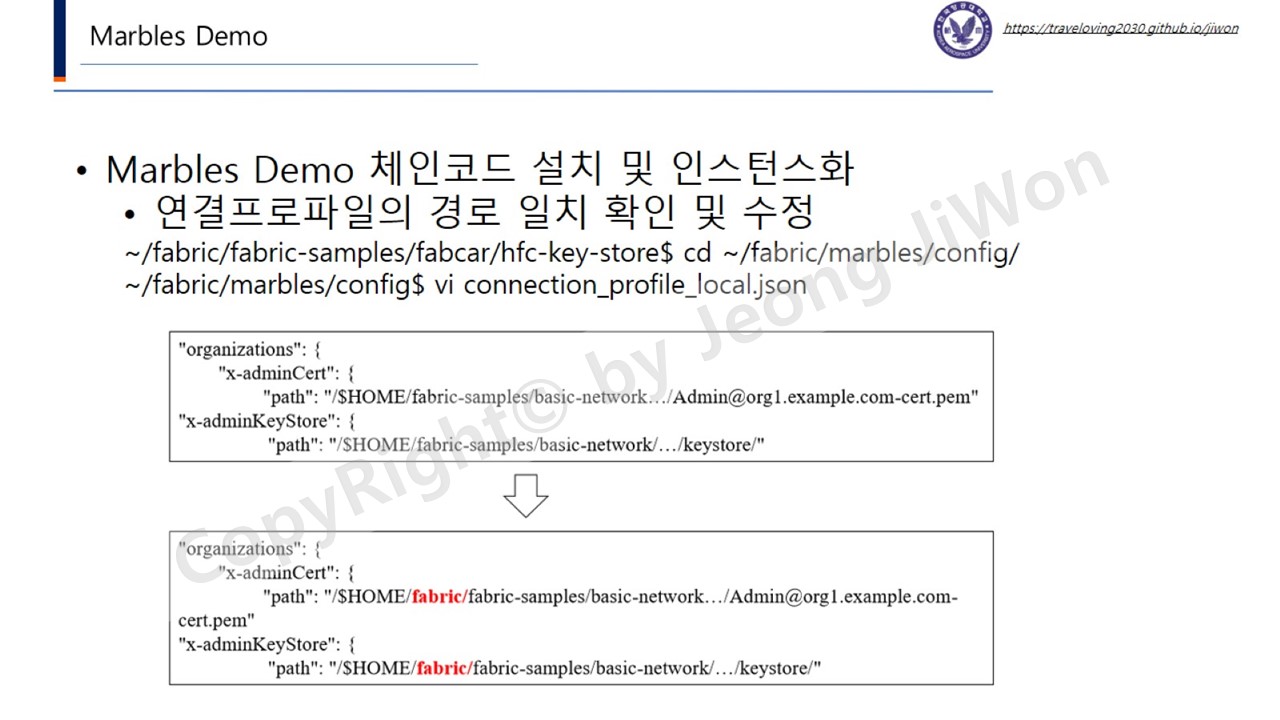 Marbles Demo
https://traveloving2030.github.io/jiwon
• Marbles Demo 체인코드 설치 및 인스턴스화
• 연결프로파일의 경로 일치 확인 및 수정
~/fabric/fabric-samples/fabcar/hfc-key-store$ cd ~/fabric/marbles/config/
~/fabric/marbles/config$ vi connection_profile_local.json
"organizations": {
"x-adminCert": {
"path": "/$HOME/fabric-samples/basic-network…/Admin@org1.example.com-cert.pem"
"x-adminKeyStore": {
"path": "/$HOME/fabric-samples/basic-network/…/keystore/"
"organizations": {
"x-adminCert": {
"path": "/$HOME/fabric/fabric-samples/basic-network…/Admin@org1.example.com-
cert.pem"
"x-adminKeyStore": {
"path": "/$HOME/fabric/fabric-samples/basic-network/…/keystore/"
CopyRight© by Jeong JiWon